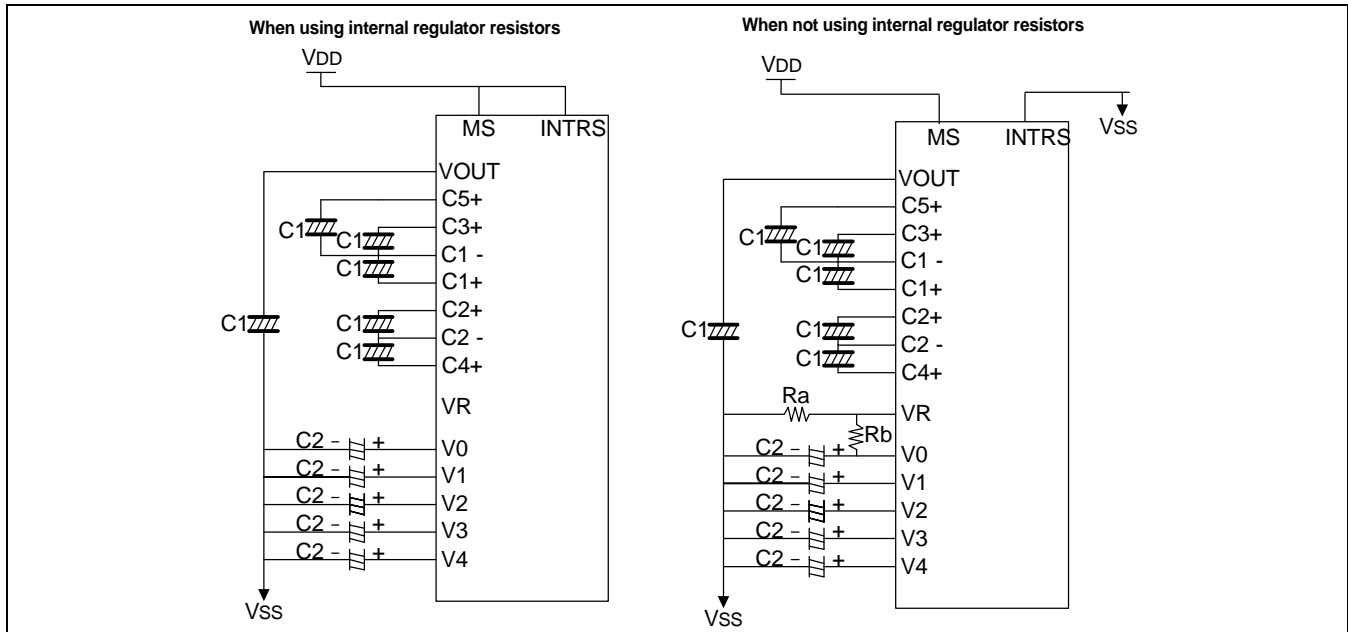 When using internal regulator resistors
VDD
MS INTRS
VOUT
C5+
C3+
C1 -
C1+
C2+
C2 -
C4+
VR
V0
V1
V2
V3
V4
C1
C1
C1
C1
C1
C1
C2 - +
C2 - +
C2 - +
C2 - +
C2 - +
VSS
When not using internal regulator resistors
VDD
VSS
MS INTRS
VOUT
C5+
C3+
C1 -
C1+
C2+
C2 -
C4+
VR
V0
V1
V2
V3
V4
C1
C1
C1
C1
C1
C1
Ra
Rb
C2 - +
C2 - +
C2 - +
C2 - +
C2 - +
VSS